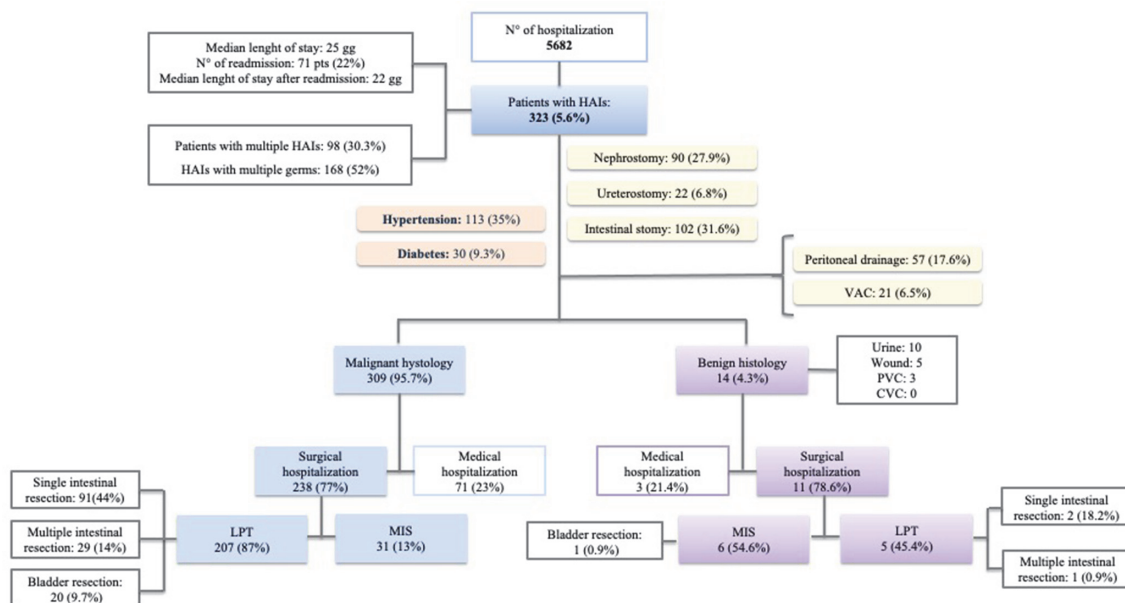 N° of hospitalization
5682
Median lenght of stay: 25 gg
N° of readmission: 71 pts (22%)
Median lenght of stay after readmission: 22 gg
Patients with HAIs:
323 (5.6%)
Patients with multiple HAIs: 98 (30.3%)
HAIs with multiple germs: 168 (52%)
Nephrostomy: 90 (27.9%)
Ureterostomy: 22 (6.8%)
Intestinal stomy: 102 (31.6%)
Hypertension: 113 (35%)
Diabetes: 30 (9.3%)
Peritoneal drainage: 57 (17.6%)
VAC: 21 (6.5%)
Malignant hystology
309 (95.7%)
Benign histology
14 (4.3%)
Urine: 10
Wound: 5
PVC: 3
CVC: 0
Surgical
hospitalization
238 (77%)
Medical
hospitalization
71 (23%)
Medical
hospitalization
3 (21.4%)
Surgical
hospitalization
11 (78.6%)
Single intestinal
resection: 91(44%)
Multiple intestinal
resection: 29 (14%)
Bladder resection:
20 (9.7%)
LPT
207 (87%)
MIS
31 (13%)
Bladder resection:
1 (0.9%)
MIS
6 (54.6%)
LPT
5 (45.4%)
Single intestinal
resection: 2 (18.2%)
Multiple intestinal
resection: 1 (0.9%)